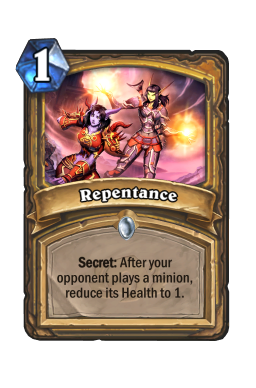 1
Repentance
Secret: After your
opponent plays a minion,
reduce its Health to 1.